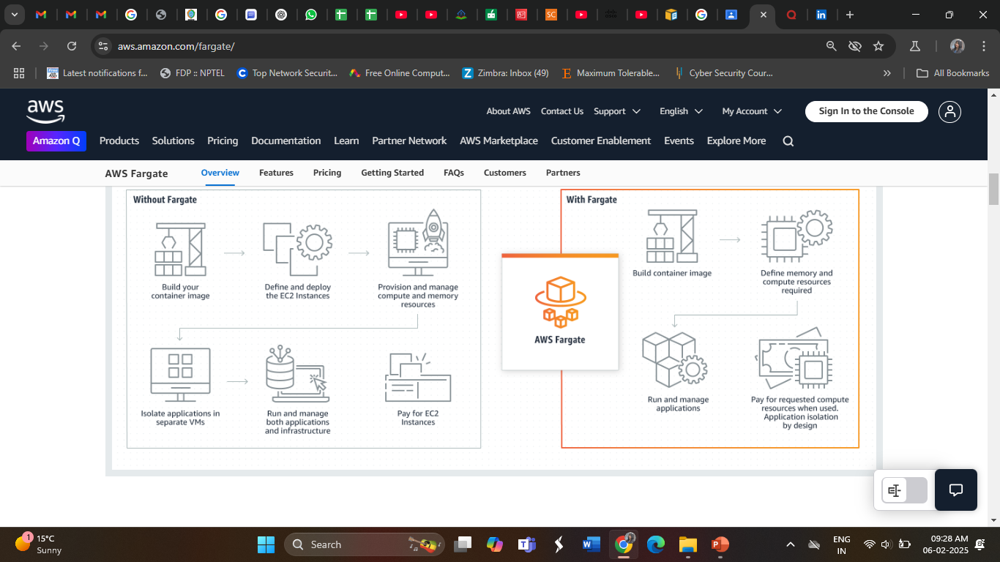 SC
aws.amazon.com/fargate/
Latest notifications f...
FDP :: NPTEL
Top Network Securit...
Free Online Comput...
Zimbra: Inbox (49)
Maximum Tolerable...
Cyber Security Cour...
All Bookmarks
aws
About AWS
Contact Us
Support
English
My Account
Sign In to the Console
Amazon Q
Products
Solutions
Pricing
Documentation
Learn
Partner Network
AWS Marketplace
Customer Enablement
Events
Explore More
AWS Fargate
Overview
Features
Pricing
Getting Started
FAQs
Customers
Partners
Without Fargate
Build your
container image
Define and deploy
the EC2 Instances
Provision and manage
compute and memory
resources
Isolate applications in
separate VMs
Run and manage
both applications
and infrastructure
Pay for EC2
Instances
AWS Fargate
With Fargate
Build container image
Define memory and
compute resources
required
Run and manage
applications
Pay for requested compute
resources when used.
Application isolation
by design
1
15°C
Sunny
Search
ENG
IN
09:28 AM
06-02-2025